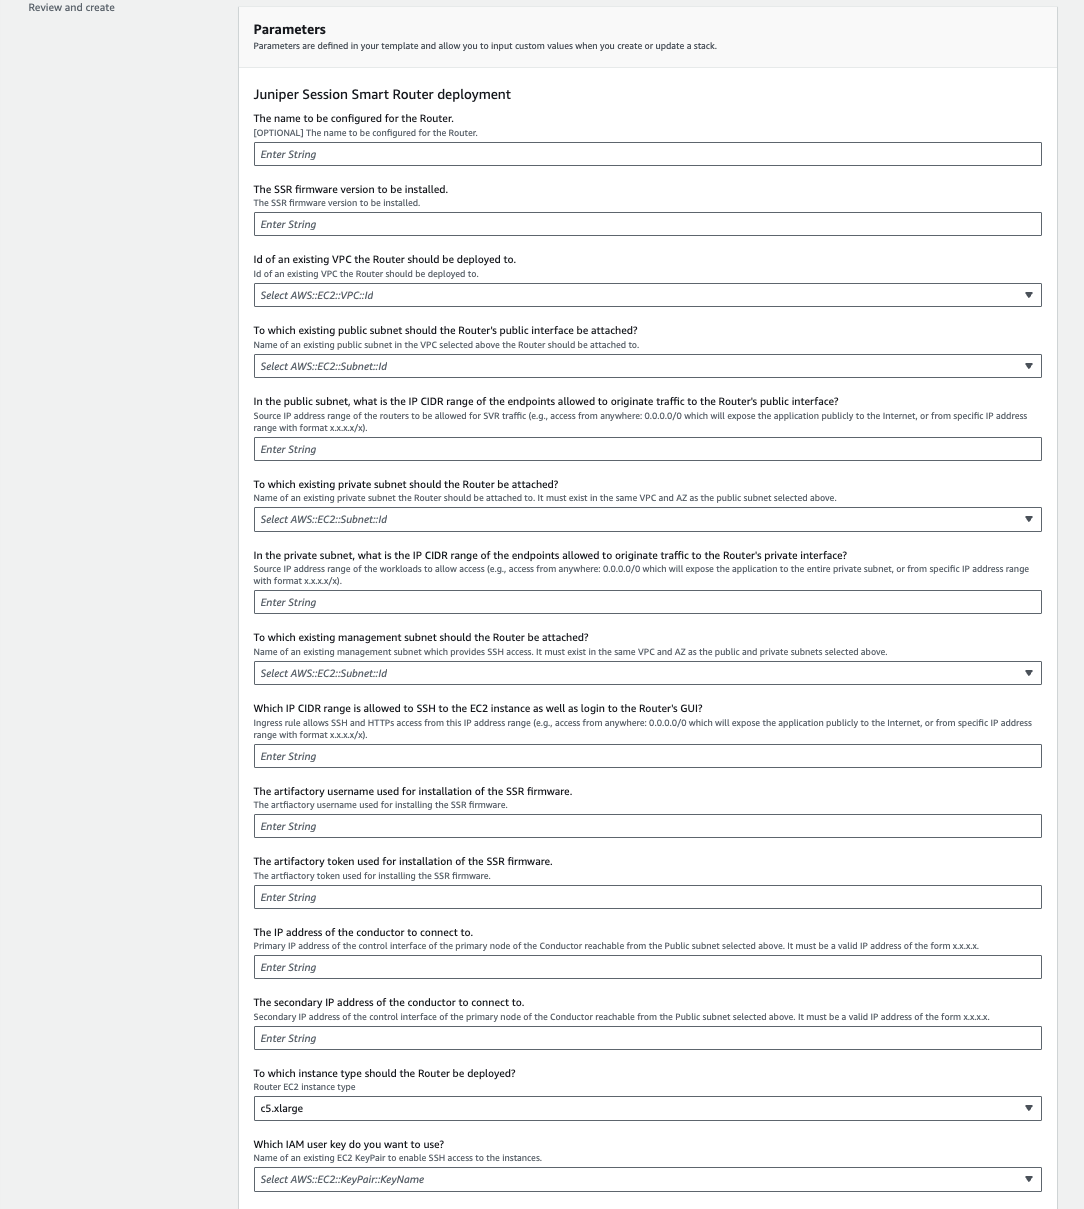 Review and create
Parameters
Parameters are defined in your template and allow you to input custom values when you create or update a stack.
Juniper Session Smart Router deployment
The name to be configured for the Router.
[OPTIONAL] The name to be configured for the Router.
Enter String
The SSR firmware version to be installed.
The SSR firmware version to be installed.
Enter String
Id of an existing VPC the Router should be deployed to.
Id of an existing VPC the Router should be deployed to.
Select AWS::EC2::VPC::Id
To which existing public subnet should the Router's public interface be attached?
Name of an existing public subnet in the VPC selected above the Router should be attached to.
Select AWS::EC2::Subnet::Id
In the public subnet, what is the IP CIDR range of the endpoints allowed to originate traffic to the Router's public interface?
Source IP address range of the routers to be allowed for SVR traffic (e.g., access from anywhere: 0.0.0.0/0 which will expose the application publicly to the Internet, or from specific IP address
range with format x.x.x.x/x).
Enter String
To which existing private subnet should the Router be attached?
Name of an existing private subnet the Router should be attached to. It must exist in the same VPC and AZ as the public subnet selected above.
Select AWS::EC2::Subnet::Id
In the private subnet, what is the IP CIDR range of the endpoints allowed to originate traffic to the Router's private interface?
Source IP address range of the workloads to allow access (e.g., access from anywhere: 0.0.0.0/0 which will expose the application to the entire private subnet, or from specific IP address range
with format x.x.x.x/x).
Enter String
To which existing management subnet should the Router be attached?
Name of an existing management subnet which provides SSH access. It must exist in the same VPC and AZ as the public and private subnets selected above.
Select AWS::EC2::Subnet::Id
Which IP CIDR range is allowed to SSH to the EC2 instance as well as login to the Router's GUI?
Ingress rule allows SSH and HTTPs access from this IP address range (e.g., access from anywhere: 0.0.0.0/0 which will expose the application publicly to the Internet, or from specific IP address
range with format x.x.x.x/x).
Enter String
The artifactory username used for installation of the SSR firmware.
The artfiactory username used for installing the SSR firmware.
Enter String
The artifactory token used for installation of the SSR firmware.
The artfiactory token used for installing the SSR firmware.
Enter String
The IP address of the conductor to connect to.
Primary IP address of the control interface of the primary node of the Conductor reachable from the Public subnet selected above. It must be a valid IP address of the form x.x.x.x.
Enter String
The secondary IP address of the conductor to connect to.
Secondary IP address of the control interface of the primary node of the Conductor reachable from the Public subnet selected above. It must be a valid IP address of the form x.x.x.x.
Enter String
To which instance type should the Router be deployed?
Router EC2 instance type
c5.xlarge
Which IAM user key do you want to use?
Name of an existing EC2 KeyPair to enable SSH access to the instances.
Select AWS::EC2::KeyPair::KeyName